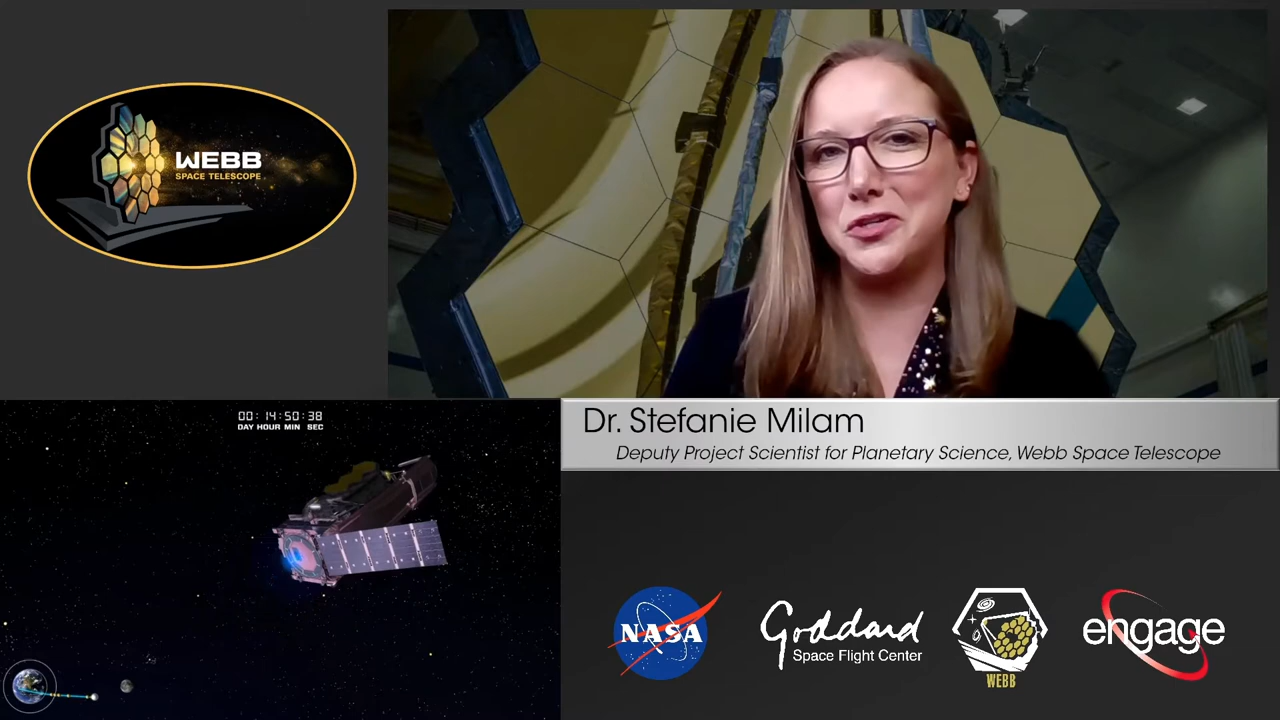 WEBB
SPACE TELESCOPE
Dr. Stefanie Milam
Deputy Project Scientist for Planetary Science, Webb Space Telescope
00: 14:50:38
DAY HOUR MIN SEC
NASA
Goddard
Space Flight Center
WEBB
engage